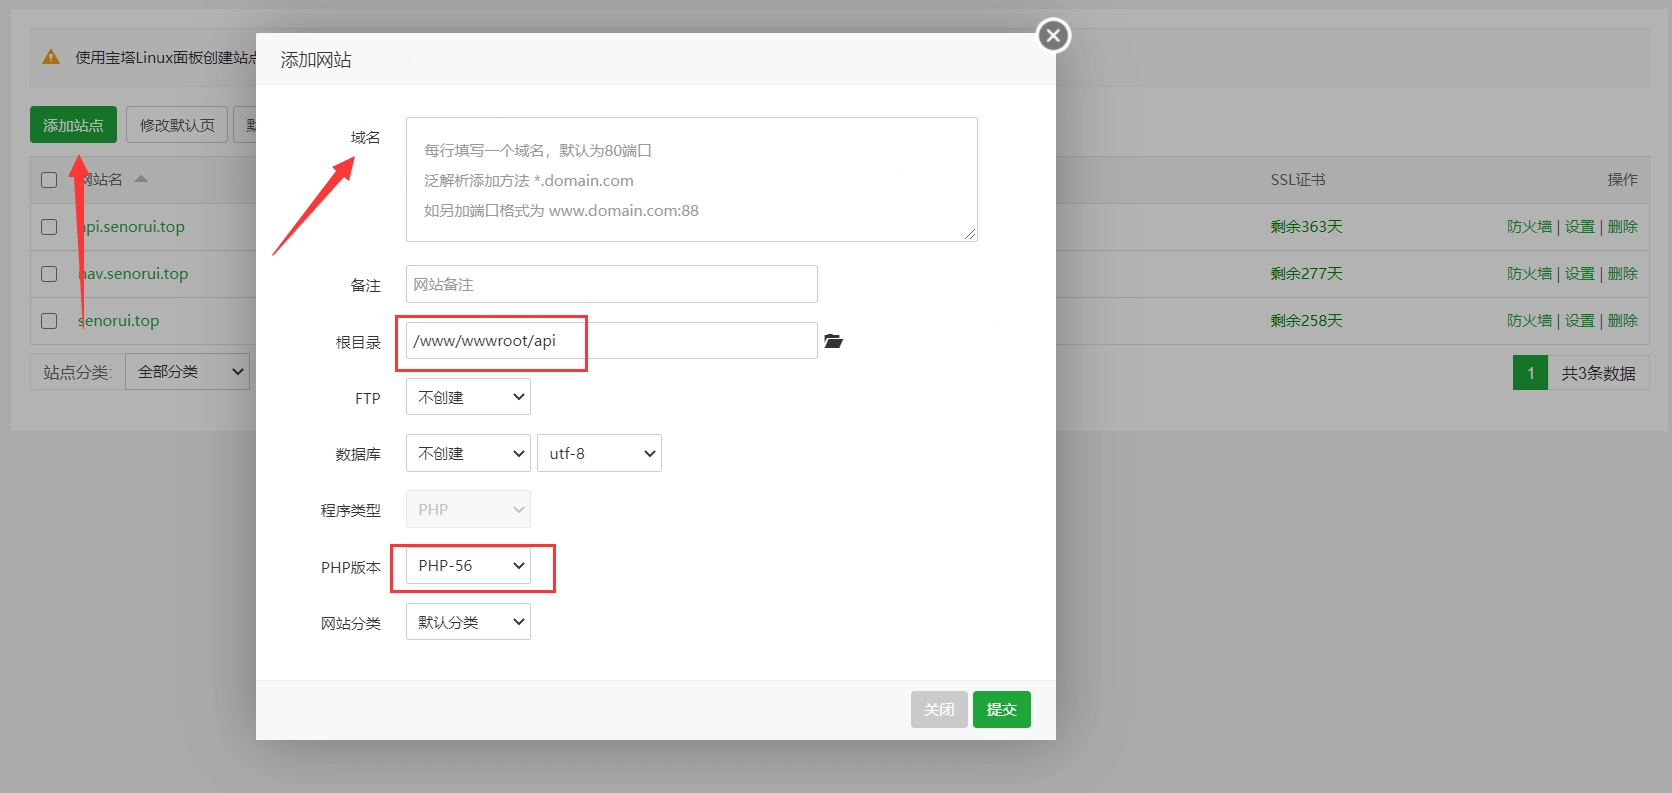 使用宝塔Linux面板创建站点
添加站点
修改默认页
网站名
api.senorui.top
nav.senorui.top
senorui.top
站点分类:
全部分类
添加网站
域名
每行填写一个域名，默认为80端口
泛解析添加方法 *.domain.com
如另加端口格式为 www.domain.com:88
备注
网站备注
根目录
/www/wwwroot/api
FTP
不创建
数据库
不创建
utf-8
程序类型
PHP
PHP版本
PHP-56
网站分类
默认分类
关闭
提交
SSL证书
操作
剩余363天
防火墙 | 设置 | 删除
剩余277天
防火墙 | 设置 | 删除
剩余258天
防火墙 | 设置 | 删除
1
共3条数据